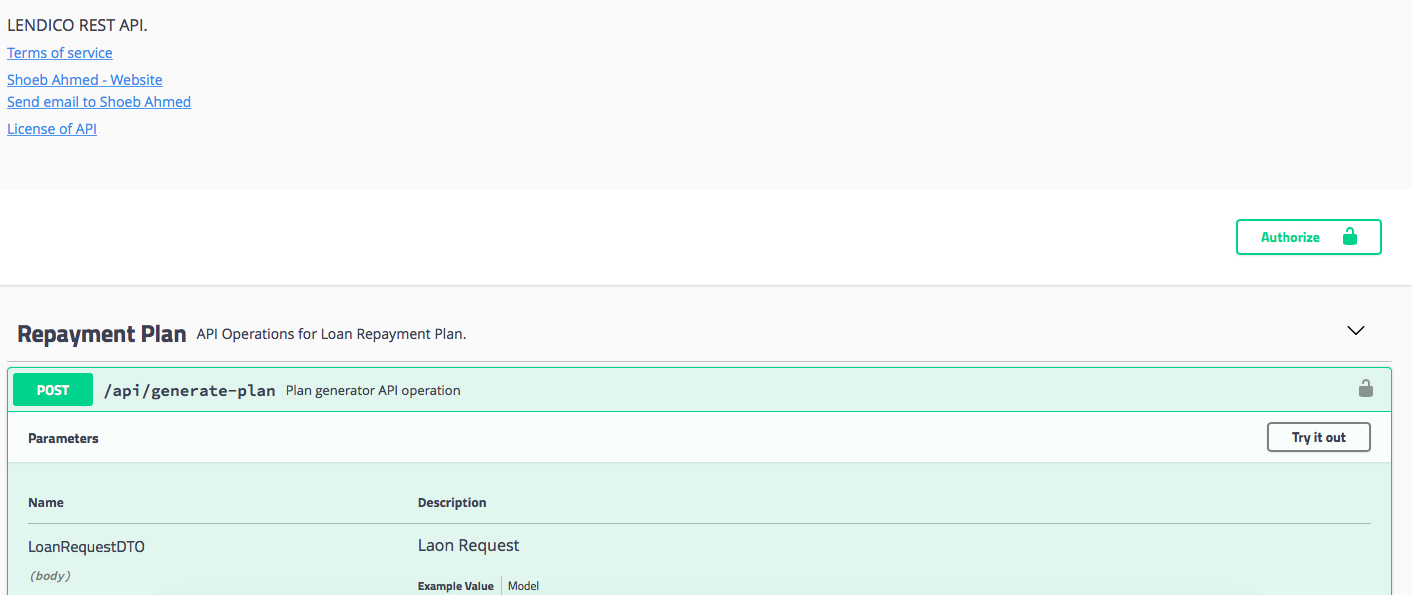 LENDICO REST API.
Terms of service
Shoeb Ahmed - Website
Send email to Shoeb Ahmed
License of API
Authorize
Repayment Plan API Operations for Loan Repayment Plan.
POST /api/generate-plan Plan generator API operation
Parameters Try it out
Name Description
LoanRequestDTO Laon Request
(body)
Example Value Model